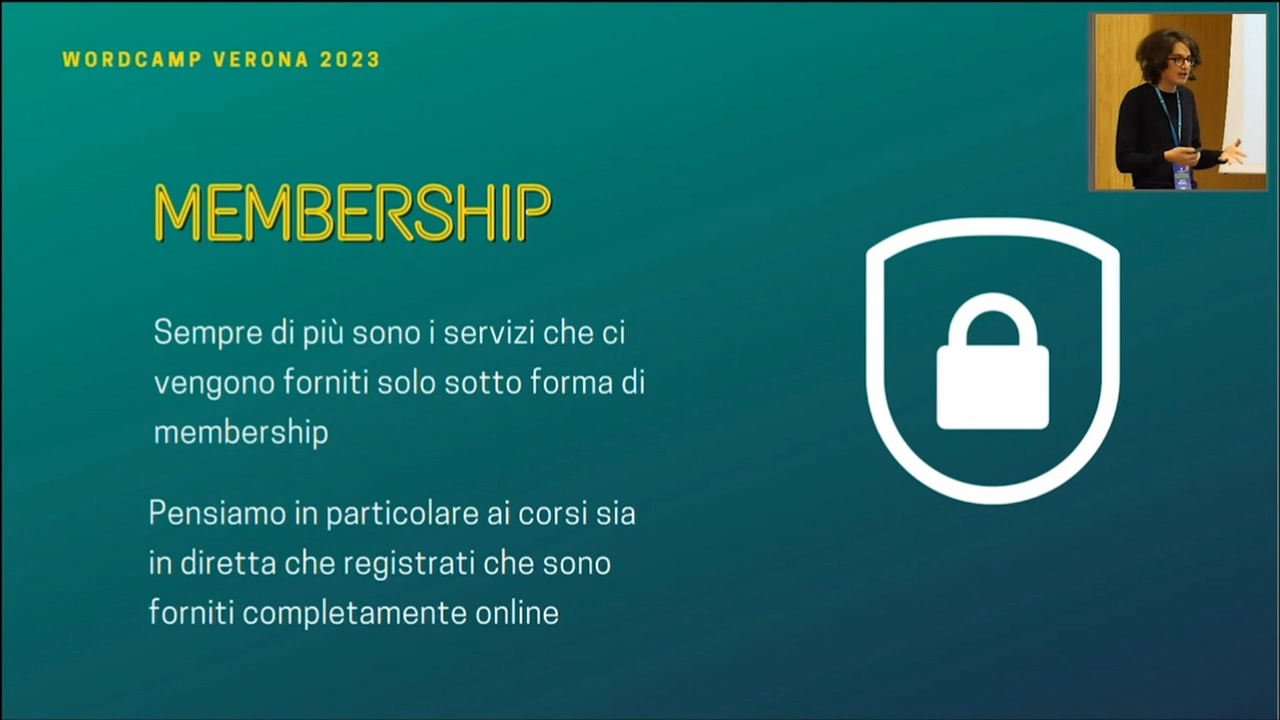 WORDCAMP VERONA 2023
MEMBERSHIP
Sempre di più sono i servizi che ci
vengono forniti solo sotto forma di
membership
Pensiamo in particolare ai corsi sia
in diretta che registrati che sono
forniti completamente online